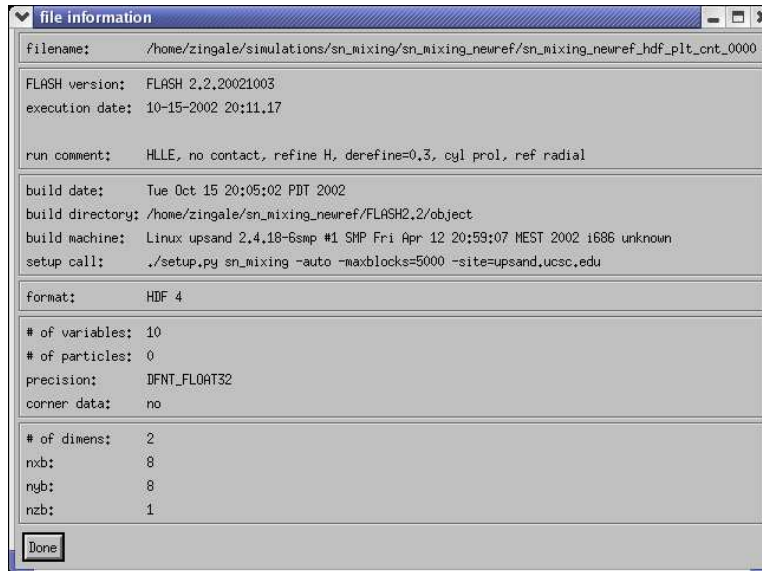 file information
filename: /home/zingale/simulations/sn_mixing/sn_mixing_newref/sn_mixing_newref_hdf_plt_cnt_0000
FLASH version: FLASH 2.2.20021003
execution date: 10-15-2002 20:11.17
run comment: HLLE, no contact, refine H, derefine=0.3, cyl prol, ref radial
build date: Tue Oct 15 20:05:02 PDT 2002
build directory: /home/zingale/sn_mixing_newref/FLASH2.2/object
build machine: Linux upsand 2.4.18-6smp #1 SMP Fri Apr 12 20:59:07 MEST 2002 i686 unknown
setup call: ./setup.py sn_mixing -auto -maxblocks=5000 -site=upsand.ucsc.edu
format: HDF 4
# of variables: 10
# of particles: 0
precision: DFNT_FLOAT32
corner data: no
# of dimens: 2
nxb: 8
nyb: 8
nzb: 1
Done